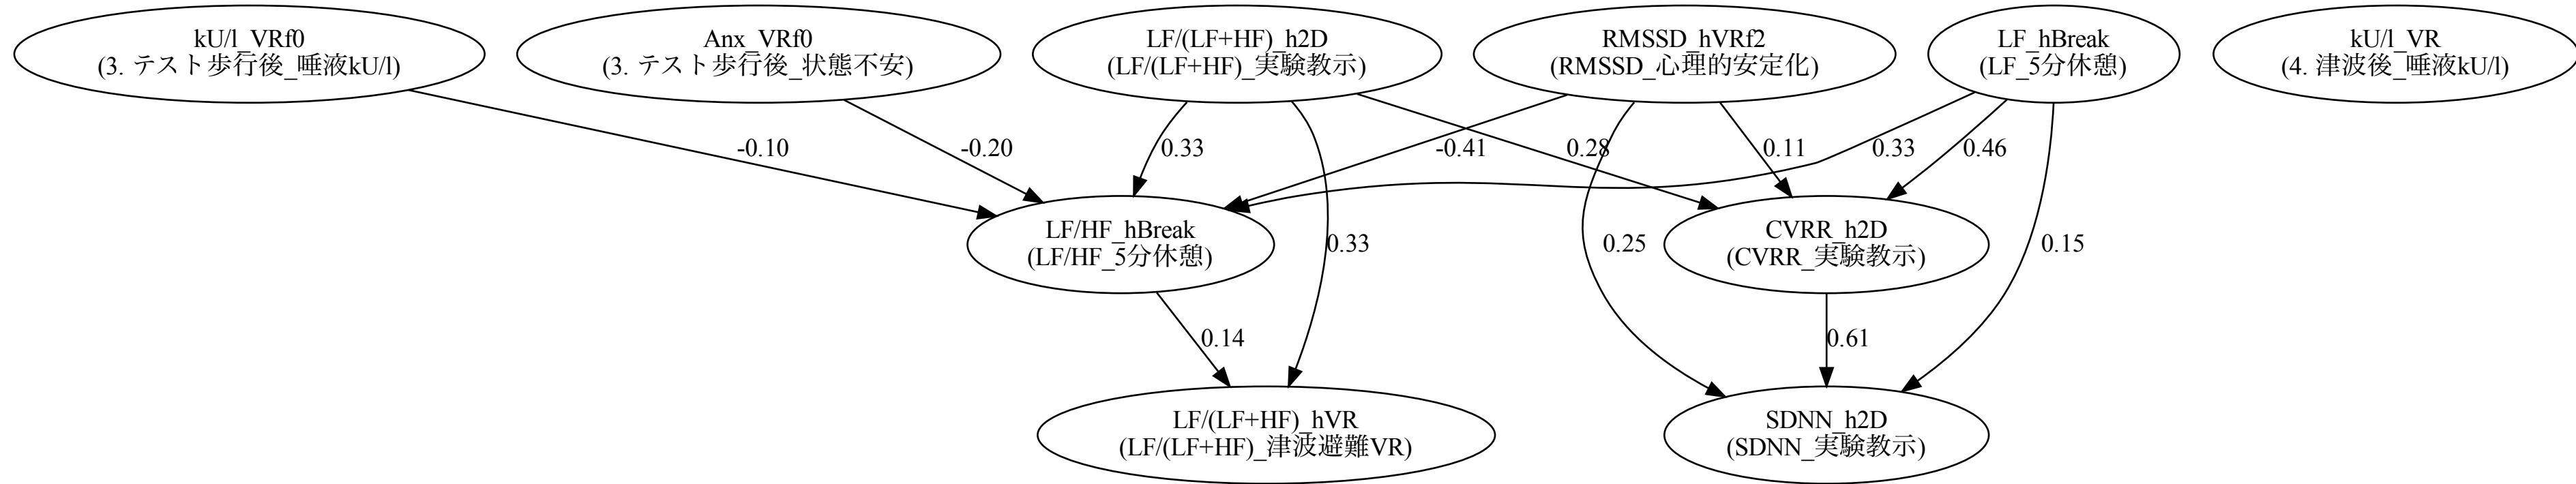 kU/l_VRf0
(3. テスト歩行後_唾液kU/l)
Anx_VRf0
(3. テスト歩行後_状態不安)
LF/(LF+HF)_h2D
(LF/(LF+HF)_実験教示)
RMSSD_hVRf2
(RMSSD_心理的安定化)
LF_hBreak
(LF_5分休憩)
kU/l_VR
(4. 津波後_唾液kU/l)
-0.10
-0.20
0.33
-0.41
0.28
0.11
0.33
0.46
LF/HF_hBreak
(LF/HF_5分休憩)
0.33
0.25
CVRR_h2D
(CVRR_実験教示)
0.15
0.14
0.61
LF/(LF+HF)_hVR
(LF/(LF+HF)_津波避難VR)
SDNN_h2D
(SDNN_実験教示)